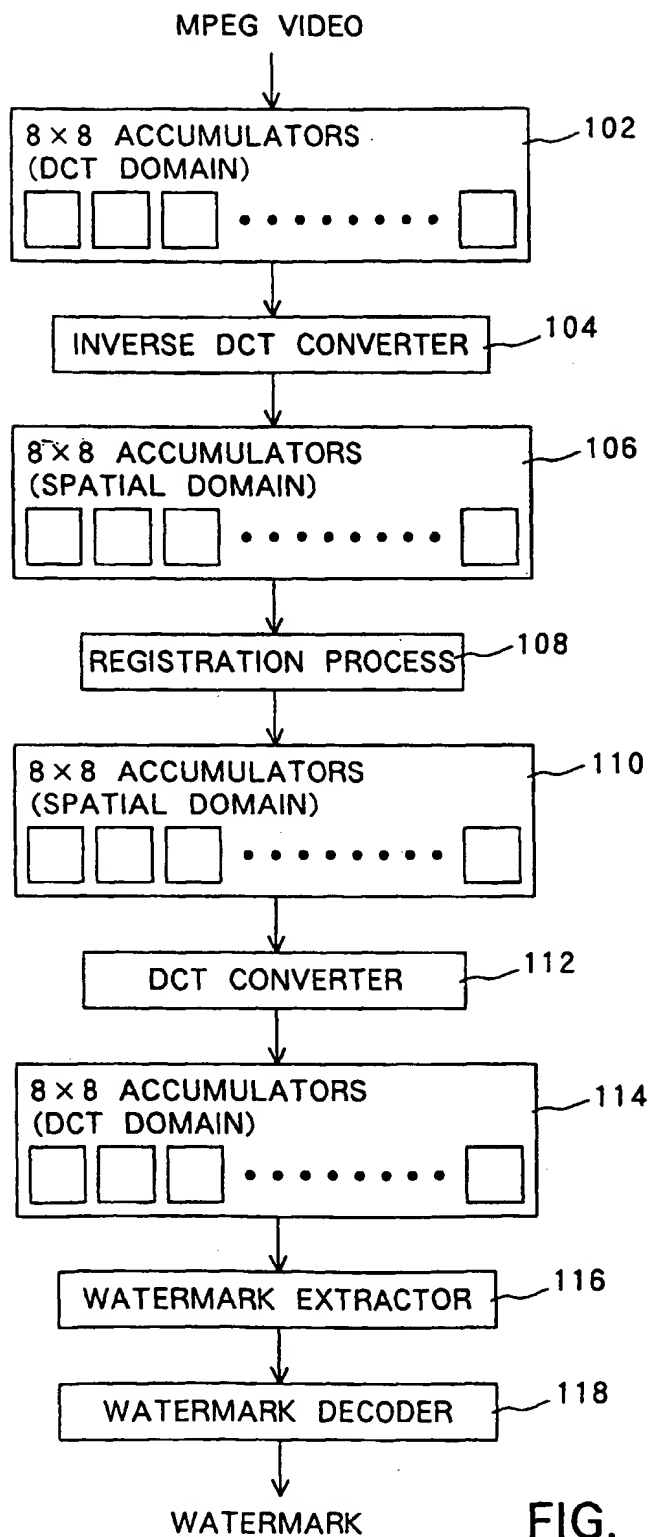 MPEG VIDEO
8 × 8 ACCUMULATORS
(DCT DOMAIN)
102
INVERSE DCT CONVERTER
104
8 × 8 ACCUMULATORS
(SPATIAL DOMAIN)
106
REGISTRATION PROCESS
108
8 × 8 ACCUMULATORS
(SPATIAL DOMAIN)
110
DCT CONVERTER
112
8 × 8 ACCUMULATORS
(DCT DOMAIN)
114
WATERMARK EXTRACTOR
116
WATERMARK DECODER
118
WATERMARK
FIG.